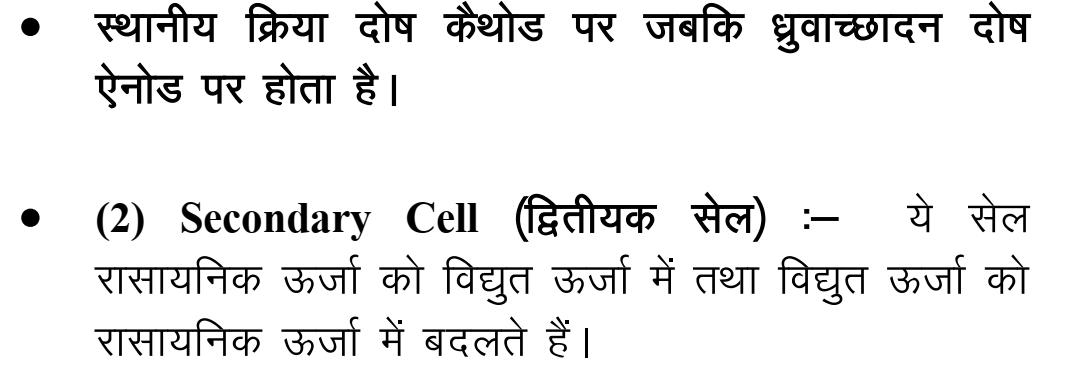 • स्थानीय क्रिया दोष कैथोड पर जबकि ध्रुवाच्छादन दोष
ऐनोड पर होता है।
• (2) Secondary Cell (द्वितीयक सेल) :– ये सेल
रासायनिक ऊर्जा को विद्युत ऊर्जा में तथा विद्युत ऊर्जा को
रासायनिक ऊर्जा में बदलते हैं।